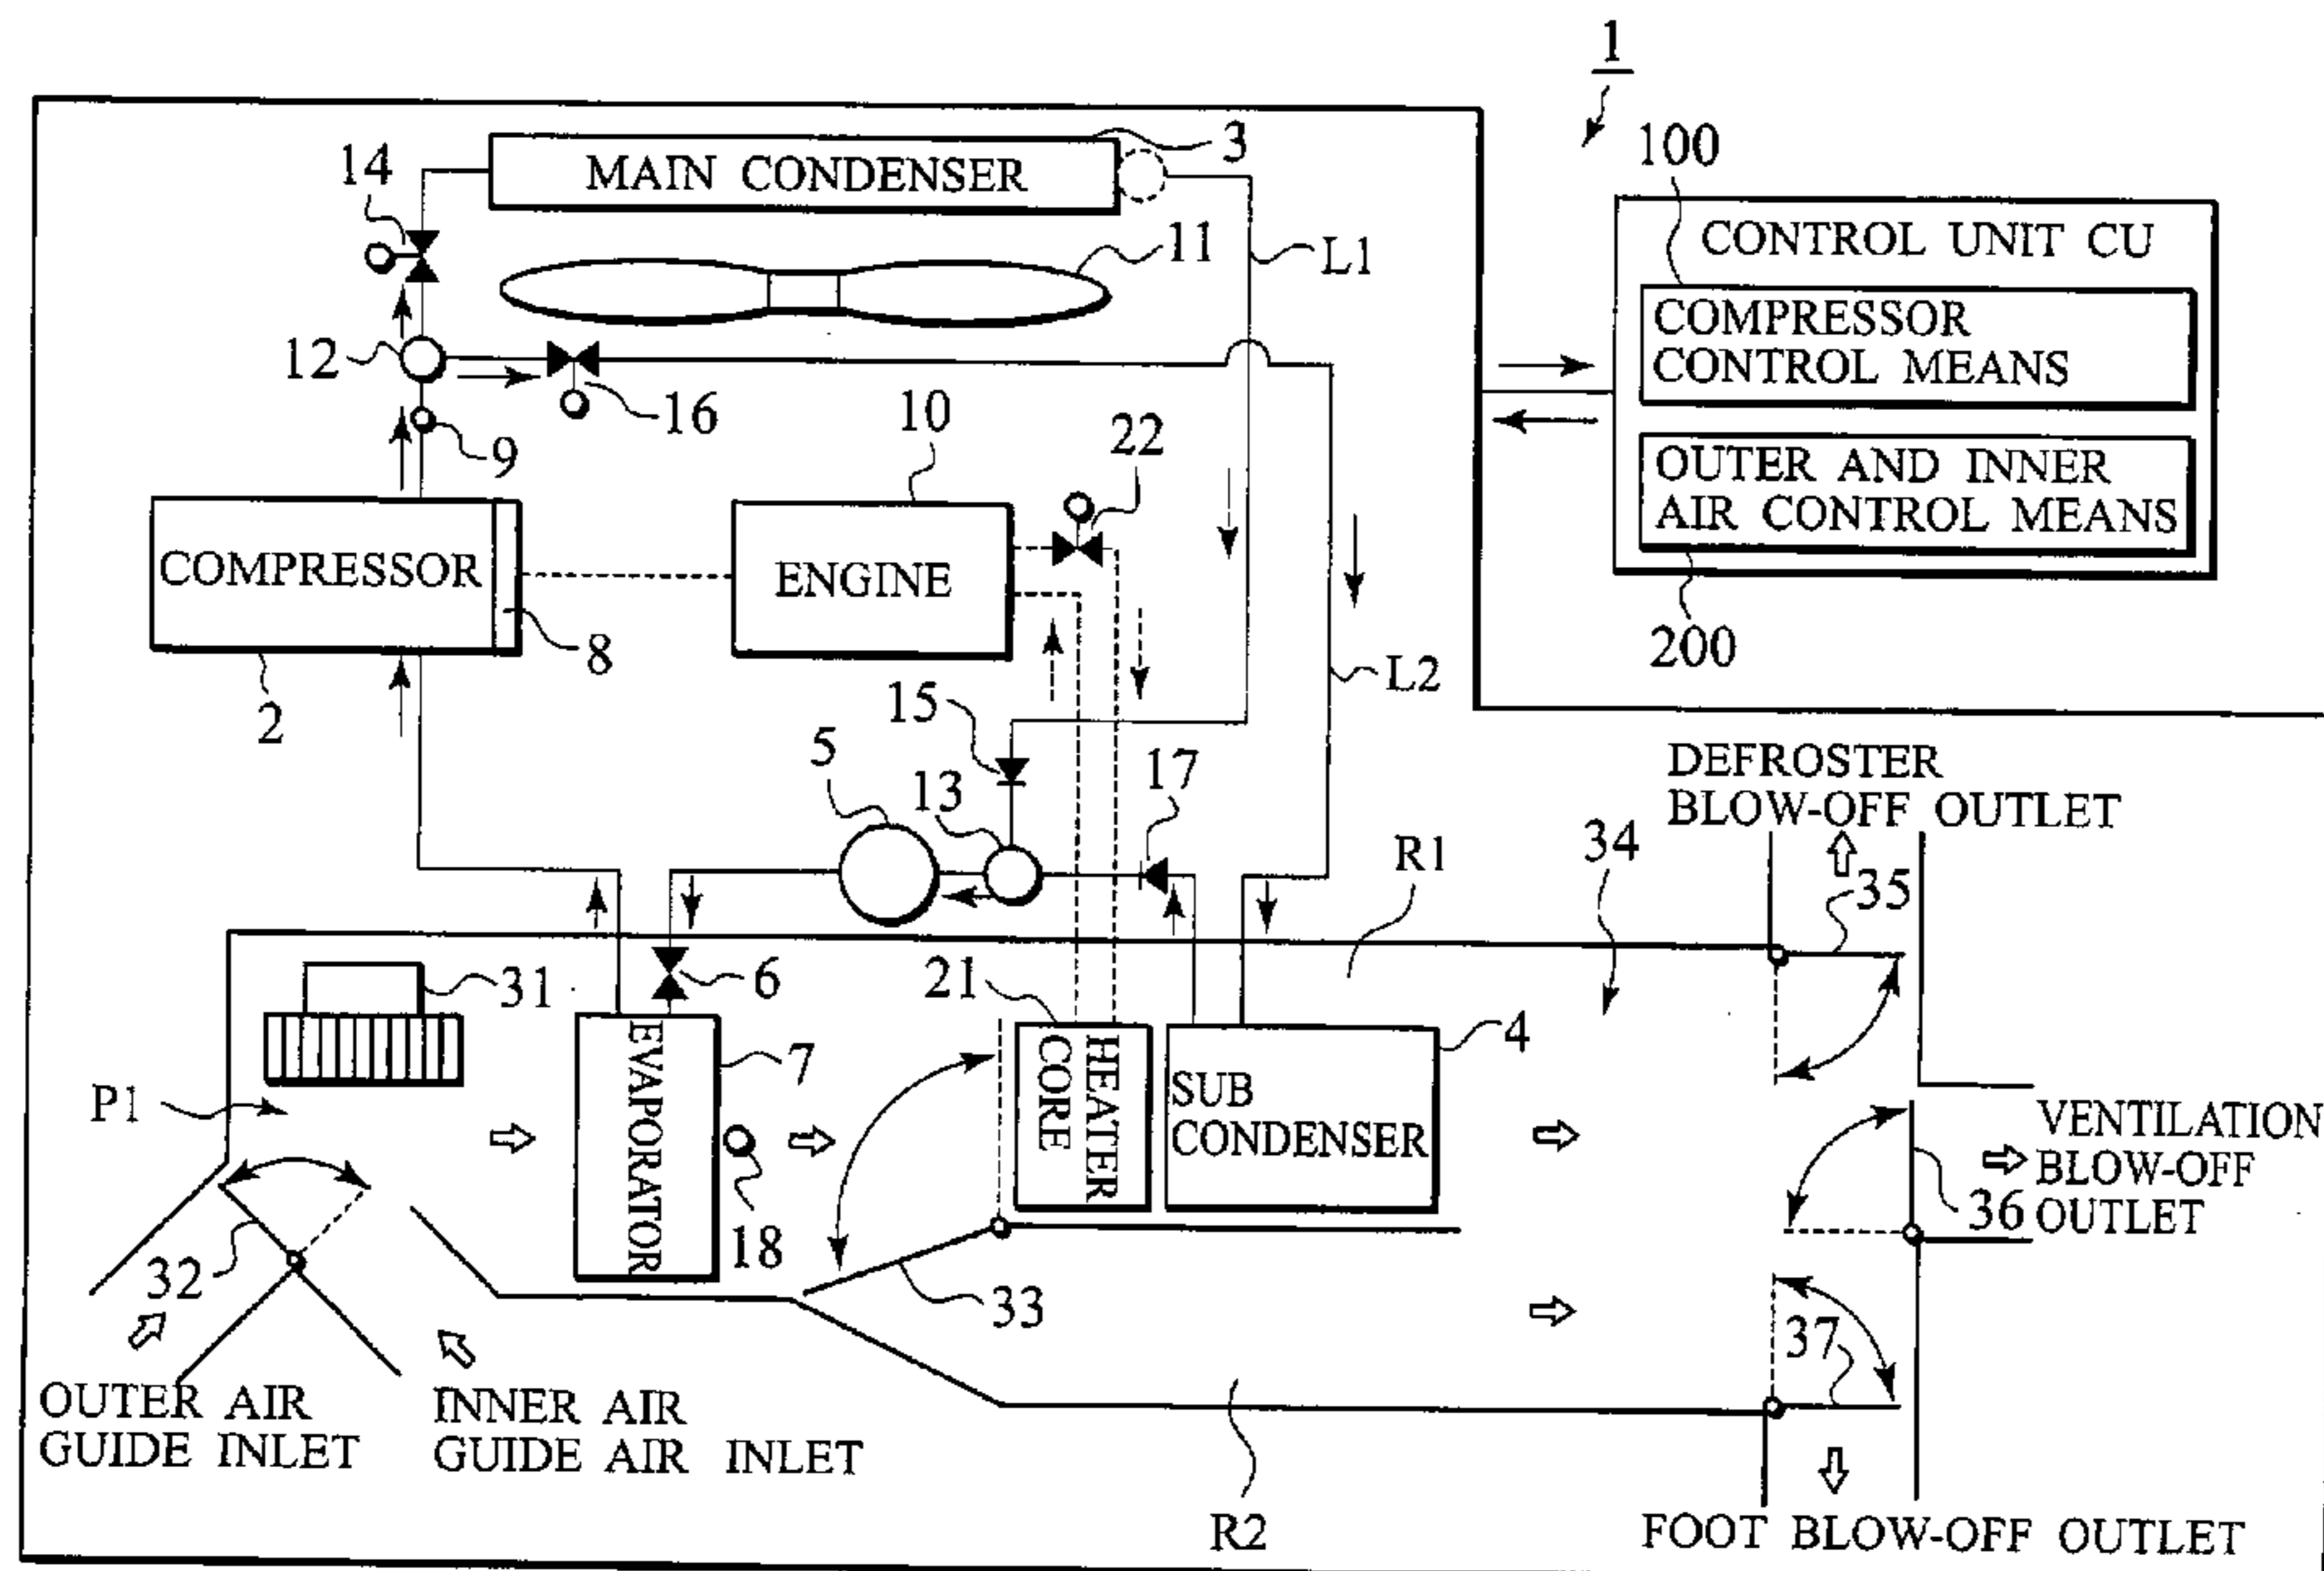 1
3
MAIN CONDENSER
14
100
CONTROL UNIT CU
11
L1
COMPRESSOR
CONTROL MEANS
12
16
10
22
9
OUTER AND INNER
AIR CONTROL MEANS
COMPRESSOR
ENGINE
8
200
2
L2
15
5
13
17
DEFROSTER
BLOW-OFF OUTLET
34
R1
35
31
6
21
4
EVAPORATOR
7
HEATER
CORE
SUB
CONDENSER
P1
VENTILATION
BLOW-OFF
OUTLET
36
18
32
33
37
OUTER AIR
GUIDE INLET
INNER AIR
GUIDE AIR INLET
R2
FOOT BLOW-OFF OUTLET